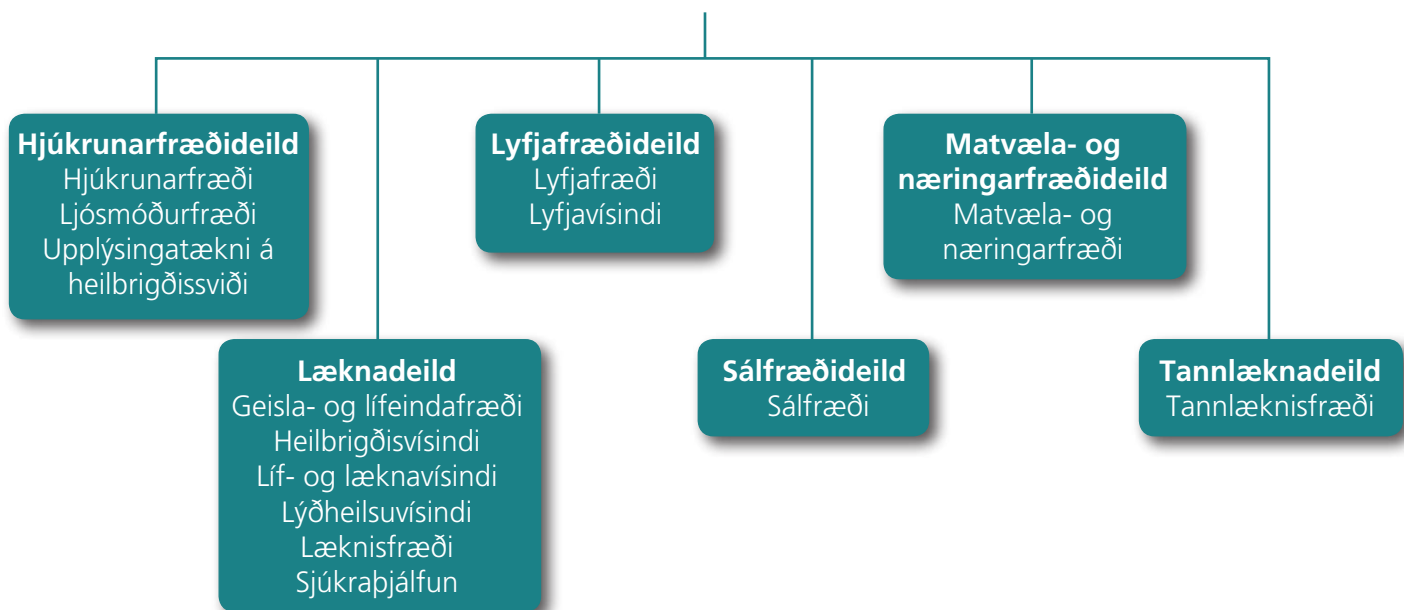 Hjúkrunarfræðideild
Hjúkrunarfræði
Ljósmóðurfræði
Upplýsingatækni á
heilbrigðissviði
Lyfjafræðideild
Lyfjafræði
Lyfjavísindi
Matvæla- og
næringarfræðideild
Matvæla- og
næringarfræði
Læknadeild
Geisla- og lífeindafræði
Heilbrigðisvísindi
Líf- og læknavísindi
Lýðheilsuvísindi
Læknisfræði
Sjúkraþjálfun
Sálfræðideild
Sálfræði
Tannlæknadeild
Tannlæknisfræði